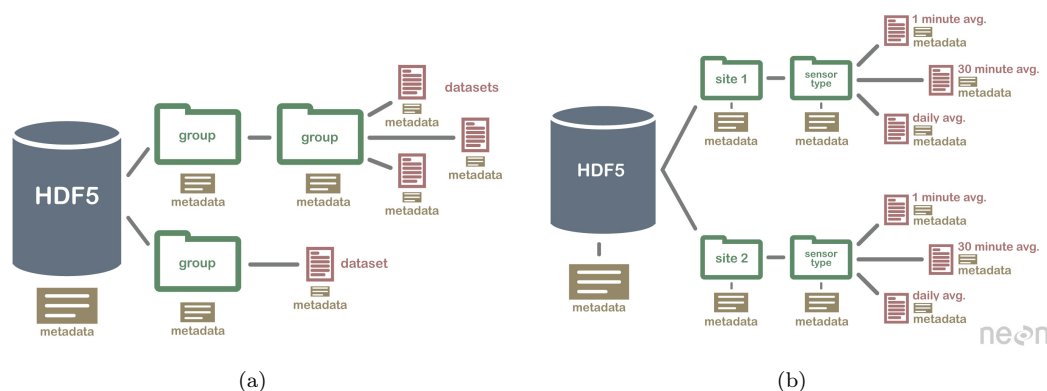 HDF5
metadata
group
metadata
group
metadata
datasets
metadata
metadata
metadata
group
metadata
dataset
metadata
(a)
HDF5
metadata
site 1
metadata
sensor
type
metadata
1 minute avg.
metadata
30 minute avg.
metadata
daily avg.
metadata
site 2
metadata
sensor
type
metadata
1 minute avg.
metadata
30 minute avg.
metadata
daily avg.
metadata
neon
(b)